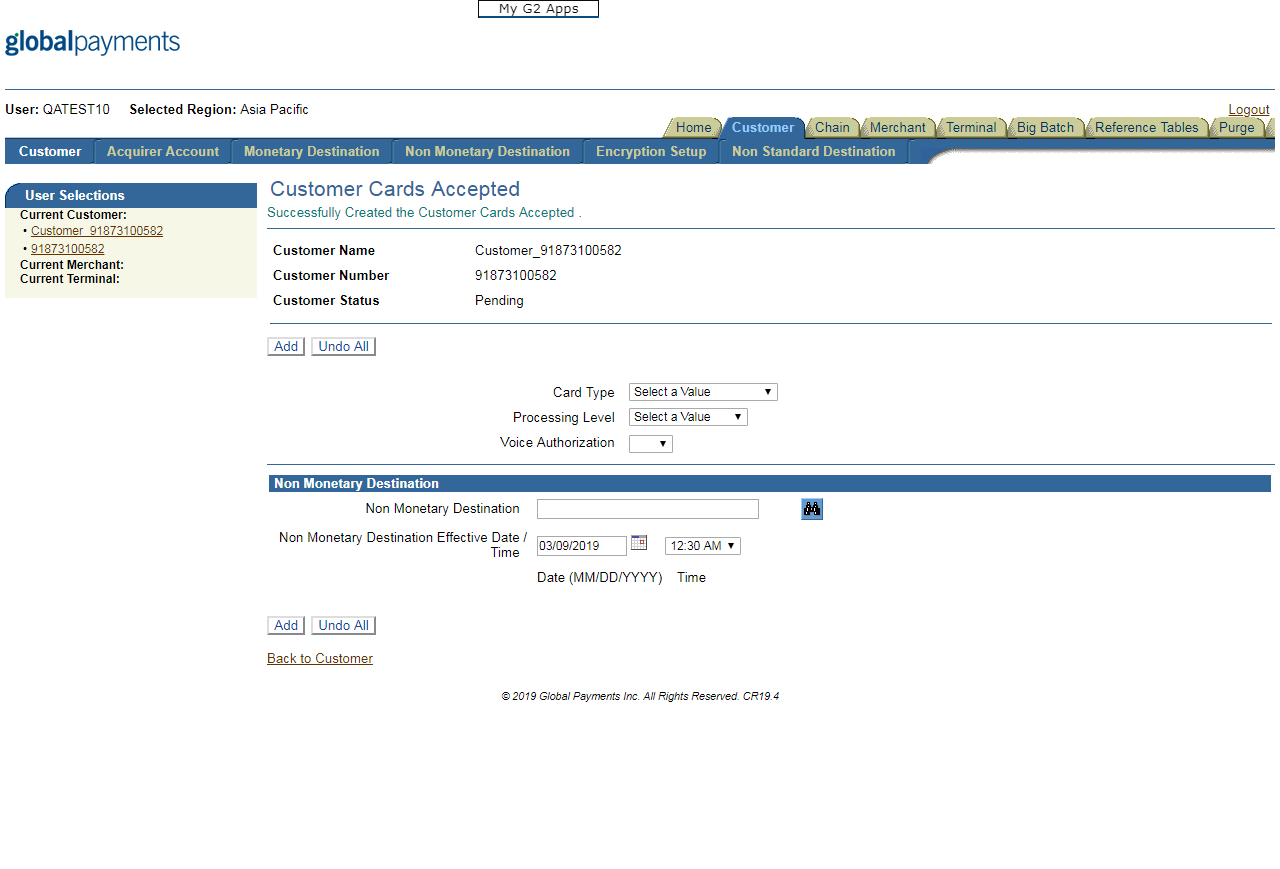 My G2 Apps
globalpayments
User: QATEST10 Selected Region: Asia Pacific
Logout
Home Customer Chain Merchant Terminal Big Batch Reference Tables Purge
Customer Acquirer Account Monetary Destination Non Monetary Destination Encryption Setup Non Standard Destination
User Selections
Current Customer:
• Customer_91873100582
• 91873100582
Current Merchant:
Current Terminal:
Customer Cards Accepted
Successfully Created the Customer Cards Accepted .
Customer Name Customer_91873100582
Customer Number 91873100582
Customer Status Pending
Add Undo All
Card Type Select a Value
Processing Level Select a Value
Voice Authorization
Non Monetary Destination
Non Monetary Destination
Non Monetary Destination Effective Date /
Time 03/09/2019 12:30 AM
Date (MM/DD/YYYY) Time
Add Undo All
Back to Customer
© 2019 Global Payments Inc. All Rights Reserved. CR19.4